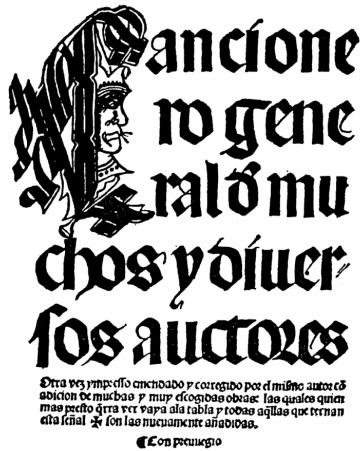 Cancione
ro gene
ral d̄ mu
chos y diuer
sos auctores
Otra vez ympresso emendado y corregido por el mismo autor cō
adicion de muchas y muy escogidas obras: las quales quien
mas presto q̄rra ver vaya ala tabla y todas aq̄llas que ternan
esta señal ✠ son las nueuamente añadidas.
Con preuilegio